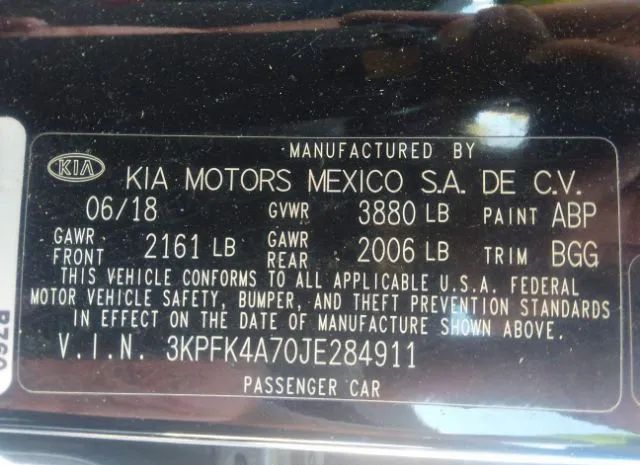 MANUFACTURED BY
KIA KIA MOTORS MEXICO S.A. DE C.V.
06/18 GVWR 3880 LB PAINT ABP
GAWR FRONT 2161 LB GAWR REAR 2006 LB TRIM BGG
THIS VEHICLE CONFORMS TO ALL APPLICABLE U.S.A. FEDERAL
MOTOR VEHICLE SAFETY, BUMPER, AND THEFT PREVENTION STANDARDS
IN EFFECT ON THE DATE OF MANUFACTURE SHOWN ABOVE.
V.I.N. 3KPFK4A70JE284911
PASSENGER CAR